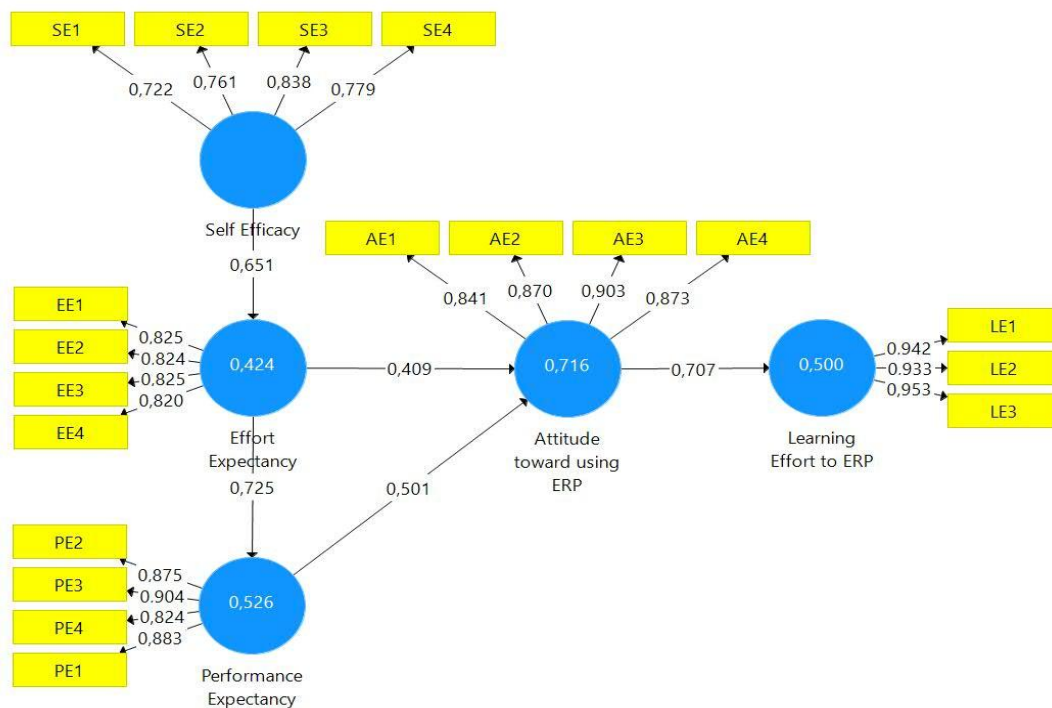 SE1
SE2
SE3
SE4
0,722
0,761
0,838
0,779
Self Efficacy
0,651
AE1
AE2
AE3
AE4
0,841
0,870
0,903
0,873
EE1
EE2
EE3
EE4
0,825
0,824
0,825
0,820
0,424
Effort
Expectancy
0,409
0,716
Attitude
toward using
ERP
0,707
0,500
Learning
Effort to ERP
0.942
0.933
0,953
LE1
LE2
LE3
0,725
0,501
PE2
PE3
PE4
PE1
0,875
0.904
0,824
0,883
0,526
Performance
Expectancy